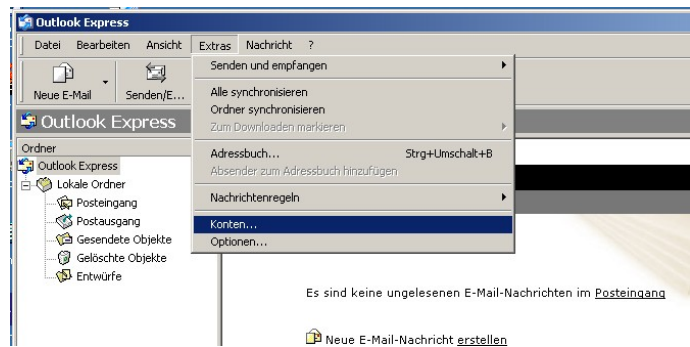 Outlook Express
Datei Bearbeiten Ansicht Extras Nachricht ?
Neue E-Mail Senden/E...
Senden und empfangen
Alle synchronisieren
Ordner synchronisieren
Zum Downloaden markieren
Adressbuch... Strg+Umschalt+B
Absender zum Adressbuch hinzufügen
Nachrichtenregeln
Konten...
Optionen...
Outlook Express
Ordner
Outlook Express
Lokale Ordner
Posteingang
Postausgang
Gesendete Objekte
Gelöschte Objekte
Entwürfe
Es sind keine ungelesenen E-Mail-Nachrichten im Posteingang
Neue E-Mail-Nachricht erstellen